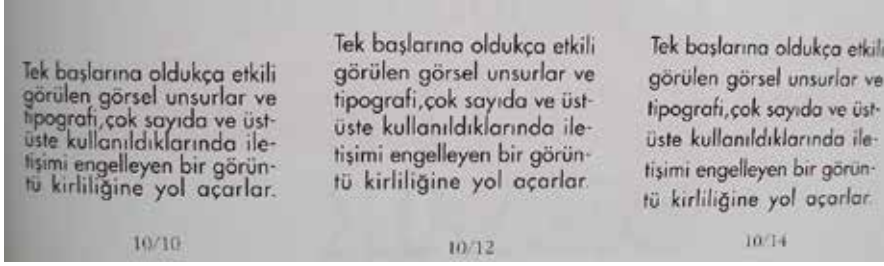 Tek başlarına oldukça etkili
görülen görsel unsurlar ve
tipografi,çok sayıda ve üst-
üste kullanıldıklarında ile-
tişimi engelleyen bir görün-
tü kirliliğine yol açarlar.
10/10
Tek başlarına oldukça etkili
görülen görsel unsurlar ve
tipografi,çok sayıda ve üst-
üste kullanıldıklarında ile-
tişimi engelleyen bir görün-
tü kirliliğine yol açarlar.
10/12
Tek başlarına oldukça etkili
görülen görsel unsurlar ve
tipografi,çok sayıda ve üst-
üste kullanıldıklarında ile-
tişimi engelleyen bir görün-
tü kirliliğine yol açarlar.
10/14